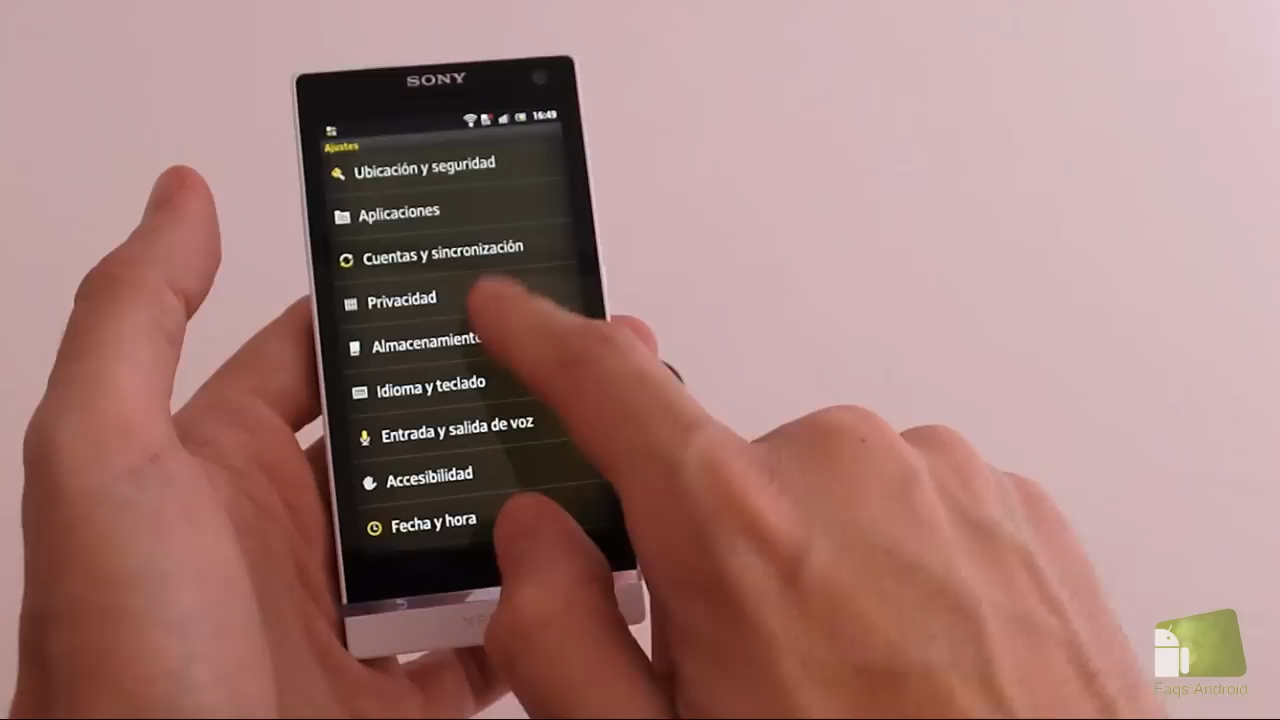 SONY
16:49
Ajustes
Ubicación y seguridad
Aplicaciones
Cuentas y sincronización
Privacidad
Almacenamiento
Idioma y teclado
Entrada y salida de voz
Accesibilidad
Fecha y hora
Faqs Android